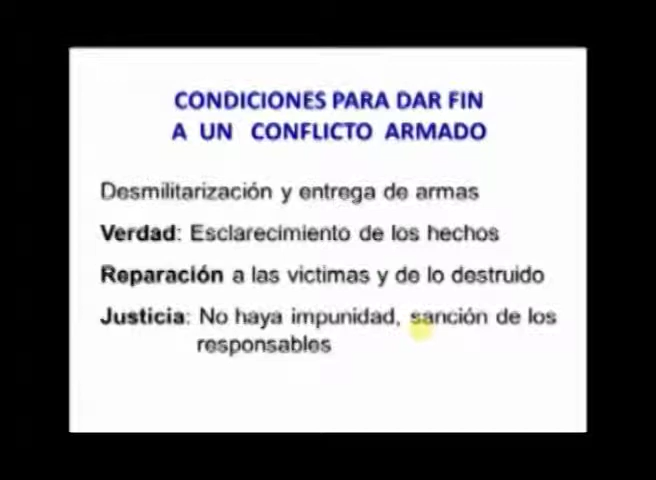 CONDICIONES PARA DAR FIN
A UN CONFLICTO ARMADO
Desmilitarización y entrega de armas
Verdad: Esclarecimiento de los hechos
Reparación a las victimas y de lo destruido
Justicia: No haya impunidad, sanción de los
responsables